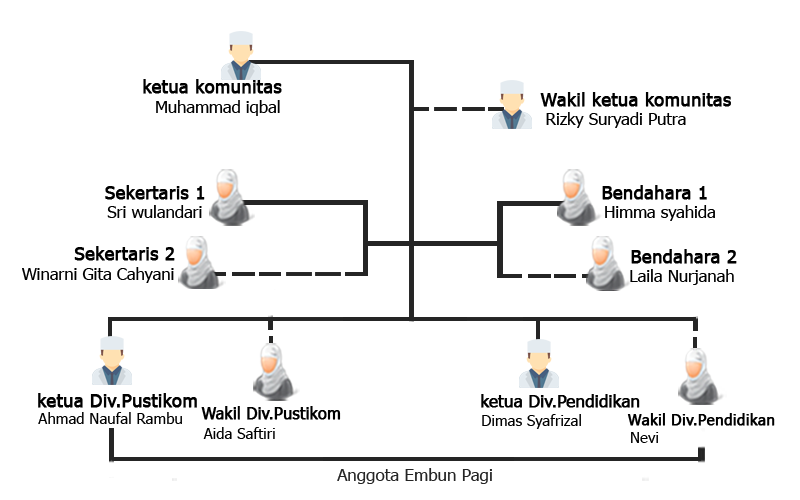 ketua komunitas
Muhammad iqbal
Wakil ketua komunitas
Rizky Suryadi Putra
Sekertaris 1
Sri wulandari
Bendahara 1
Himma syahida
Sekertaris 2
Winarni Gita Cahyani
Bendahara 2
Laila Nurjanah
ketua Div.Pustikom
Ahmad Naufal Rambu
Wakil Div.Pustikom
Aida Saftiri
ketua Div.Pendidikan
Dimas Syafrizal
Wakil Div.Pendidikan
Nevi
Anggota Embun Pagi